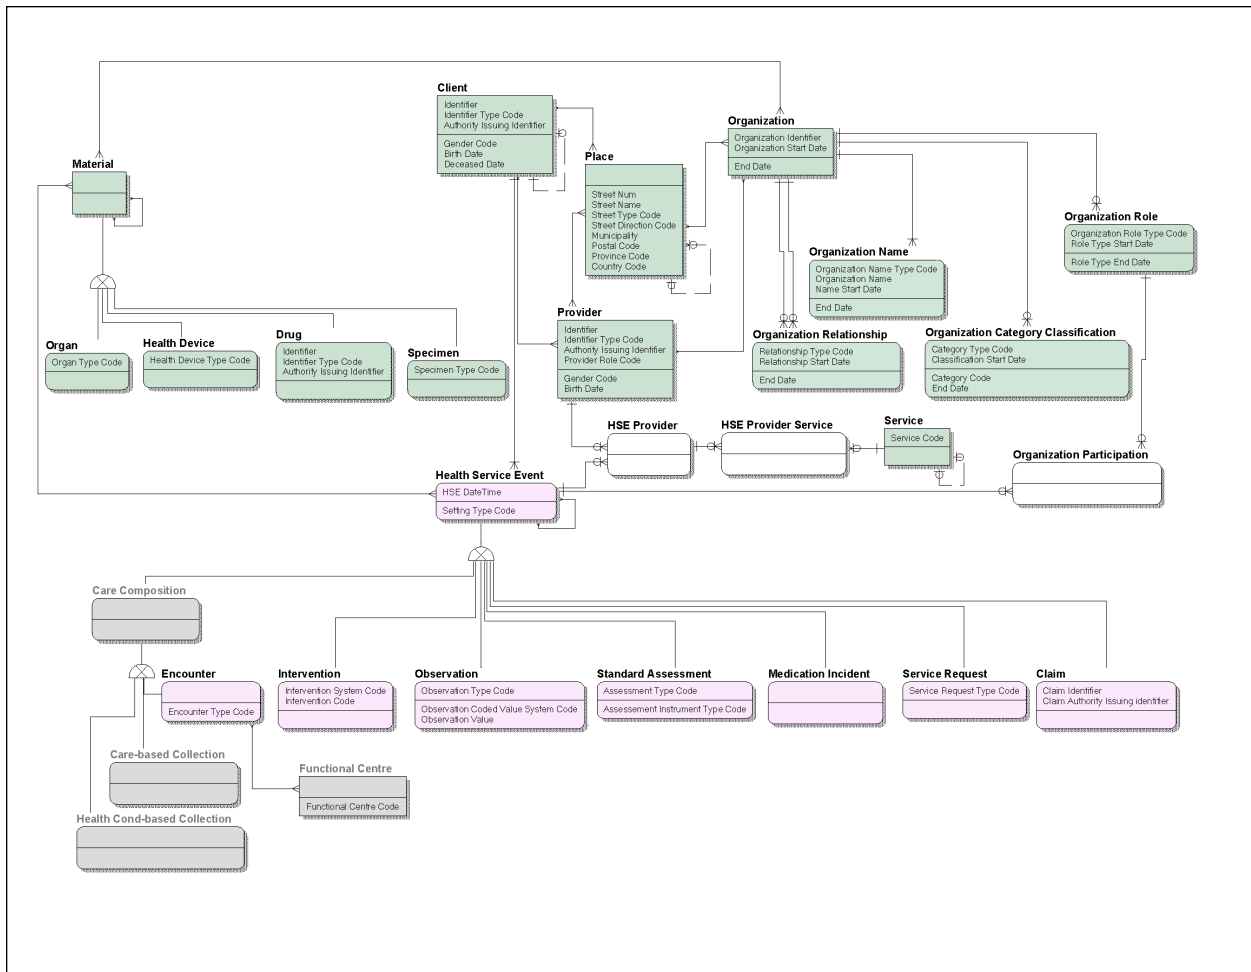 Client
Identifier
Identifier Type Code
Authority Issuing Identifier
Gender Code
Birth Date
Deceased Date
Organization
Organization Identifier
Organization Start Date
End Date
Place
Street Num
Street Name
Street Type Code
Street Direction Code
Municipality
Postal Code
Province Code
Country Code
Material
Organization Role
Organization Role Type Code
Role Type Start Date
Role Type End Date
Organization Name
Organization Name Type Code
Organization Name
Name Start Date
End Date
Provider
Identifier
Identifier Type Code
Authority Issuing Identifier
Provider Role Code
Gender Code
Birth Date
Organization Relationship
Relationship Type Code
Relationship Start Date
End Date
Organization Category Classification
Category Type Code
Classification Start Date
Category Code
End Date
Organ
Organ Type Code
Health Device
Health Device Type Code
Drug
Identifier
Identifier Type Code
Authority Issuing Identifier
Specimen
Specimen Type Code
HSE Provider
HSE Provider Service
Service
Service Code
Organization Participation
Health Service Event
HSE DateTime
Setting Type Code
Care Composition
Encounter
Encounter Type Code
Intervention
Intervention System Code
Intervention Code
Observation
Observation Type Code
Observation Coded Value System Code
Observation Value
Standard Assessment
Assessment Type Code
Assessement Instrument Type Code
Medication Incident
Service Request
Service Request Type Code
Claim
Claim Identifier
Claim Authority Issuing identifier
Care-based Collection
Functional Centre
Functional Centre Code
Health Cond-based Collection